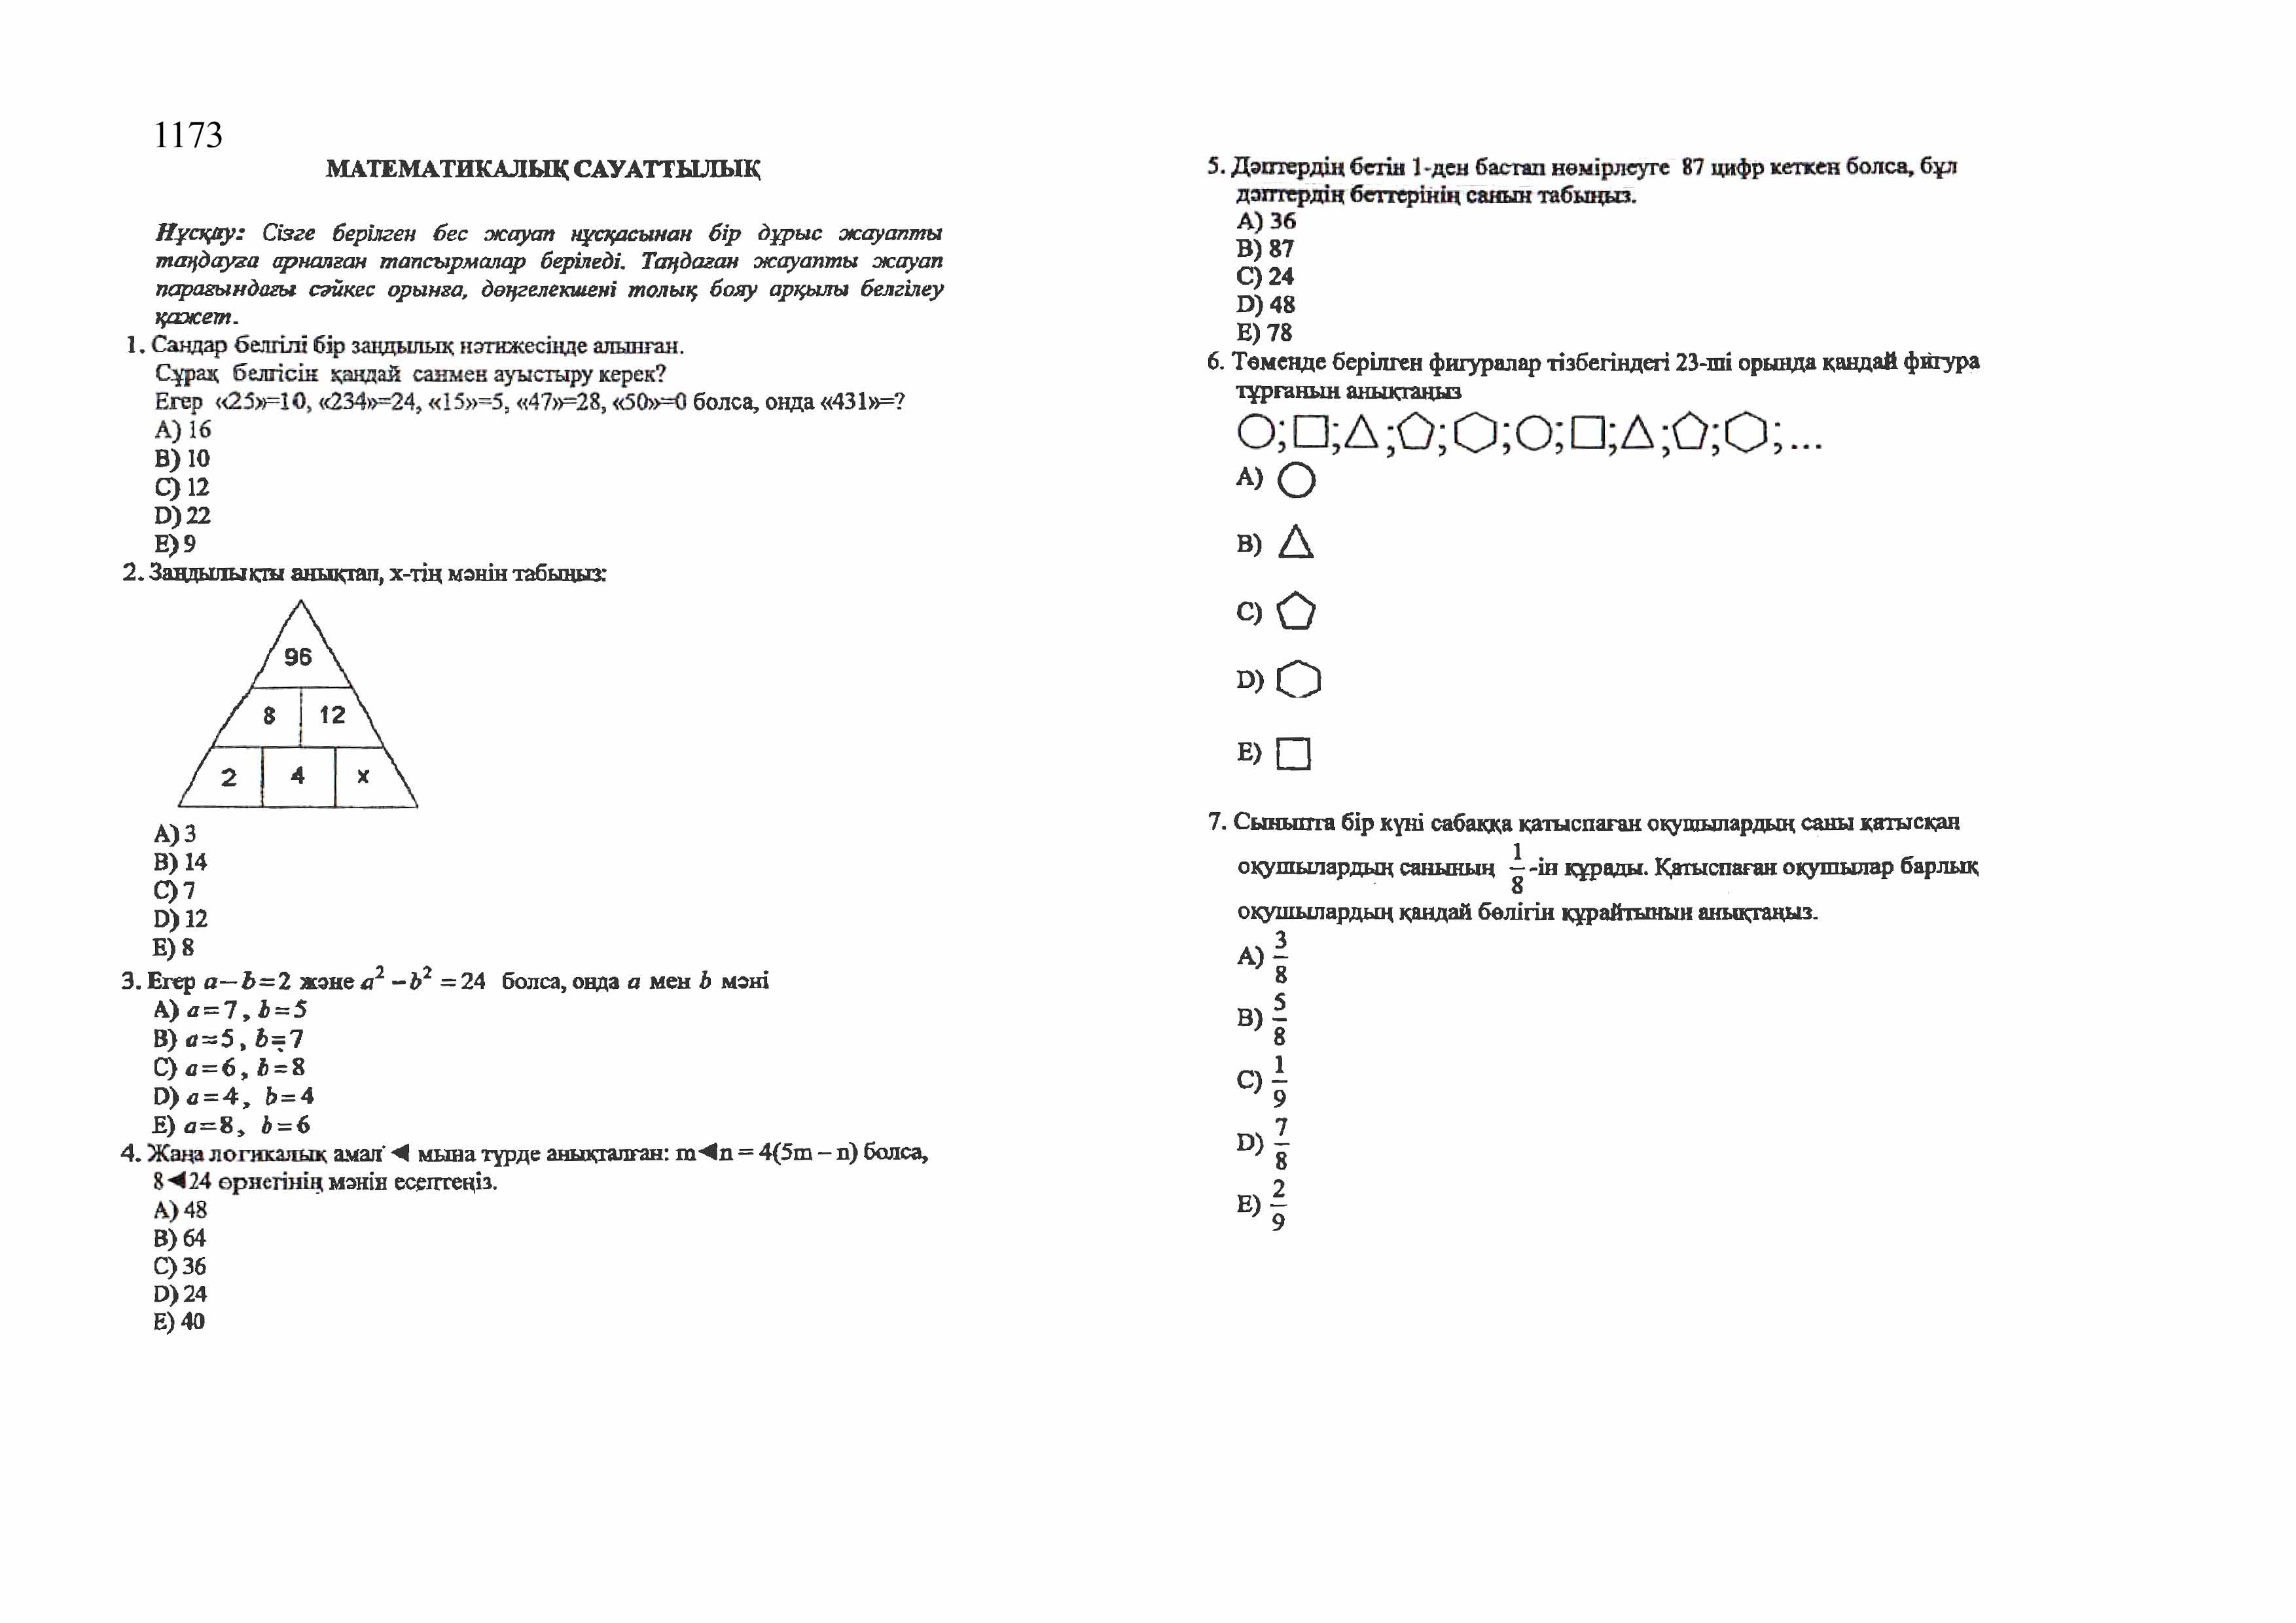 1173
МАТЕМАТИКАЛЫҚ САУАТТЫЛЫҚ
Нұсқау: Сізге берілген бес жауап нұсқасынан бір дұрыс жауапты
таңдауға арналған тапсырмалар беріледі. Таңдаған жауапты жауап
парағындағы сәйкес орынға, дөңгелекшені толық бояу арқылы белгілеу
қажет.
1. Сандар белгілі бір заңдылық нәтижесінде алынған.
Сұрақ белгісін қандай санмен ауыстыру керек?
Егер «25»=10, «234»=24, «15»=5, «47»=28, «50»=0 болса, онда «431»=?
A) 16
B) 10
C) 12
D) 22
E) 9
2. Заңдылықты анықтап, x-тің мәнін табыңыз:
96
8 12
2 4 x
A) 3
B) 14
C) 7
D) 12
E) 8
3. Егер a−b=2 және a² −b² =24 болса, онда a мен b мәні
A) a=7, b=5
B) a=5, b=7
C) a=6, b=8
D) a=4, b=4
E) a=8, b=6
4. Жаңа логикалық амал ◄ мына түрде анықталған: m◄n = 4(5m – n) болса,
8◄24 өрнегінің мәнін есептеңіз.
A) 48
B) 64
C) 36
D) 24
E) 40
5. Дәптердің бетін 1-ден бастап нөмірлеуге 87 цифр кеткен болса, бұл
дәптердің беттерінің санын табыңыз.
A) 36
B) 87
C) 24
D) 48
E) 78
6. Төменде берілген фигуралар тізбегіндегі 23-ші орында қандай фигура
тұрғанын анықтаңыз
A)
B)
C)
D)
E)
7. Сыныпта бір күні сабаққа қатыспаған оқушылардың саны қатысқан
оқушылардың санының 1/8 -ін құрады. Қатыспаған оқушылар барлық
оқушылардың қандай бөлігін құрайтынын анықтаңыз.
A) 3/8
B) 5/8
C) 1/9
D) 7/8
E) 2/9